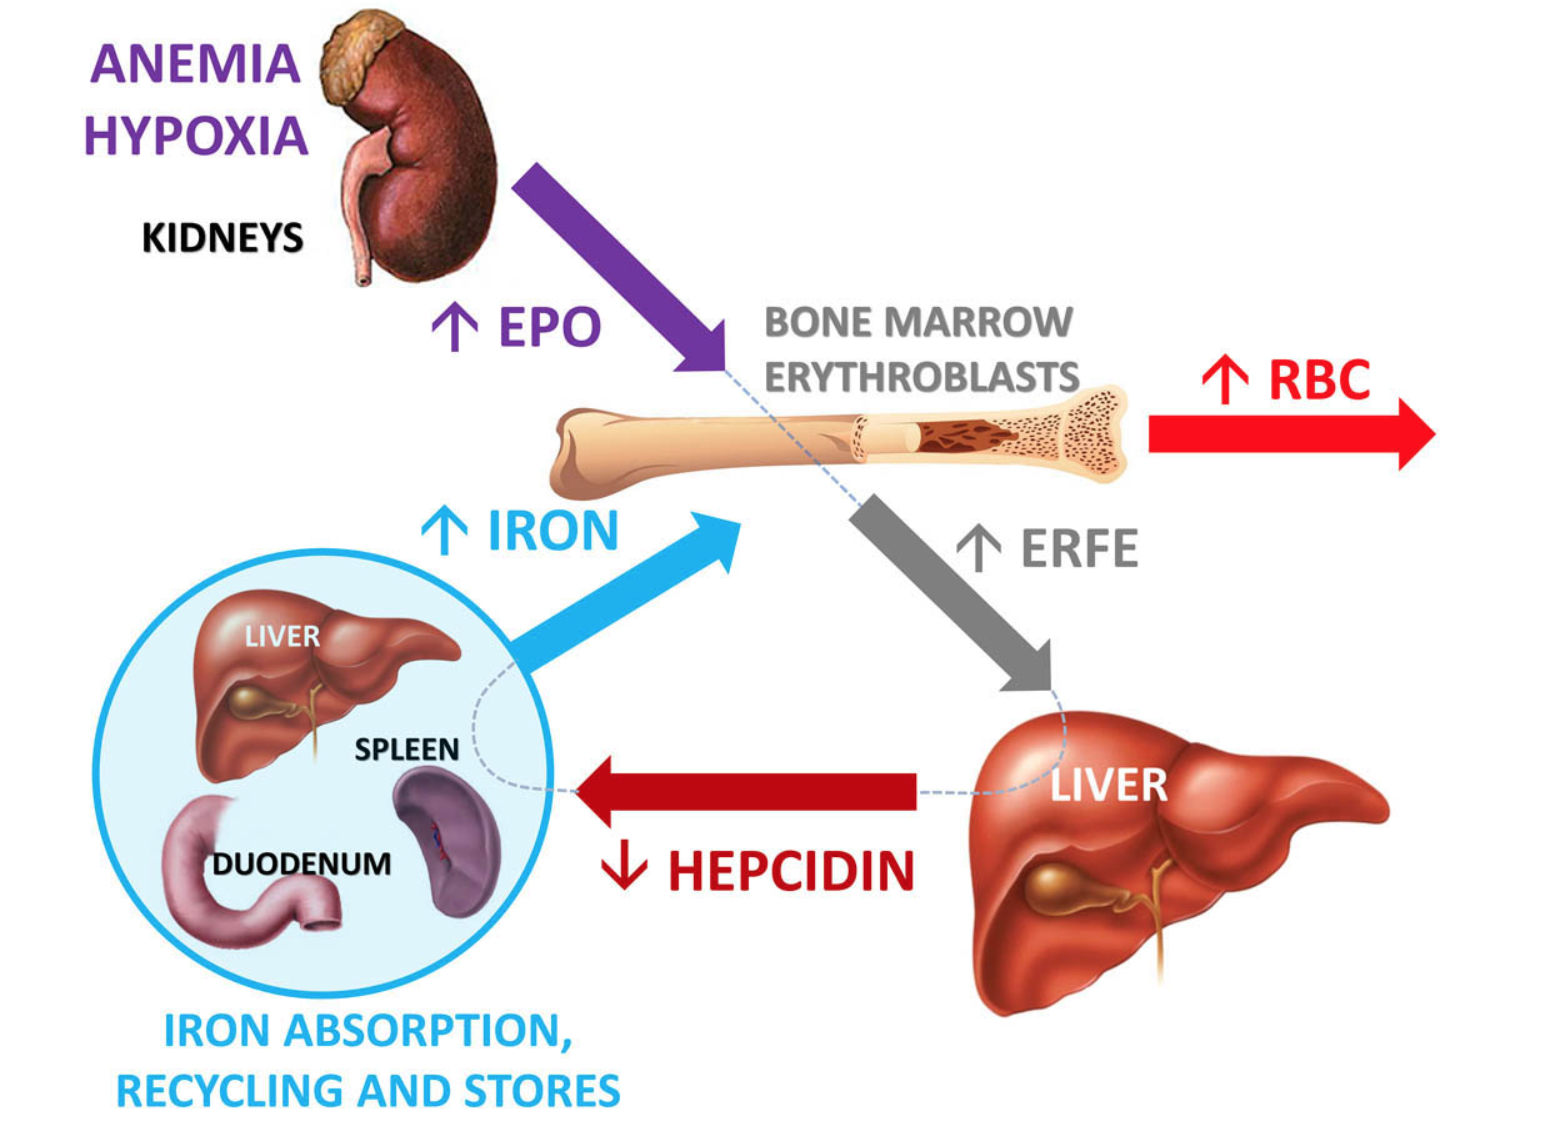 ANEMIA
HYPOXIA
KIDNEYS
↑ EPO
BONE MARROW
ERYTHROBLASTS
↑ RBC
↑ IRON
↑ ERFE
LIVER
SPLEEN
DUODENUM
LIVER
↓ HEPCIDIN
IRON ABSORPTION,
RECYCLING AND STORES